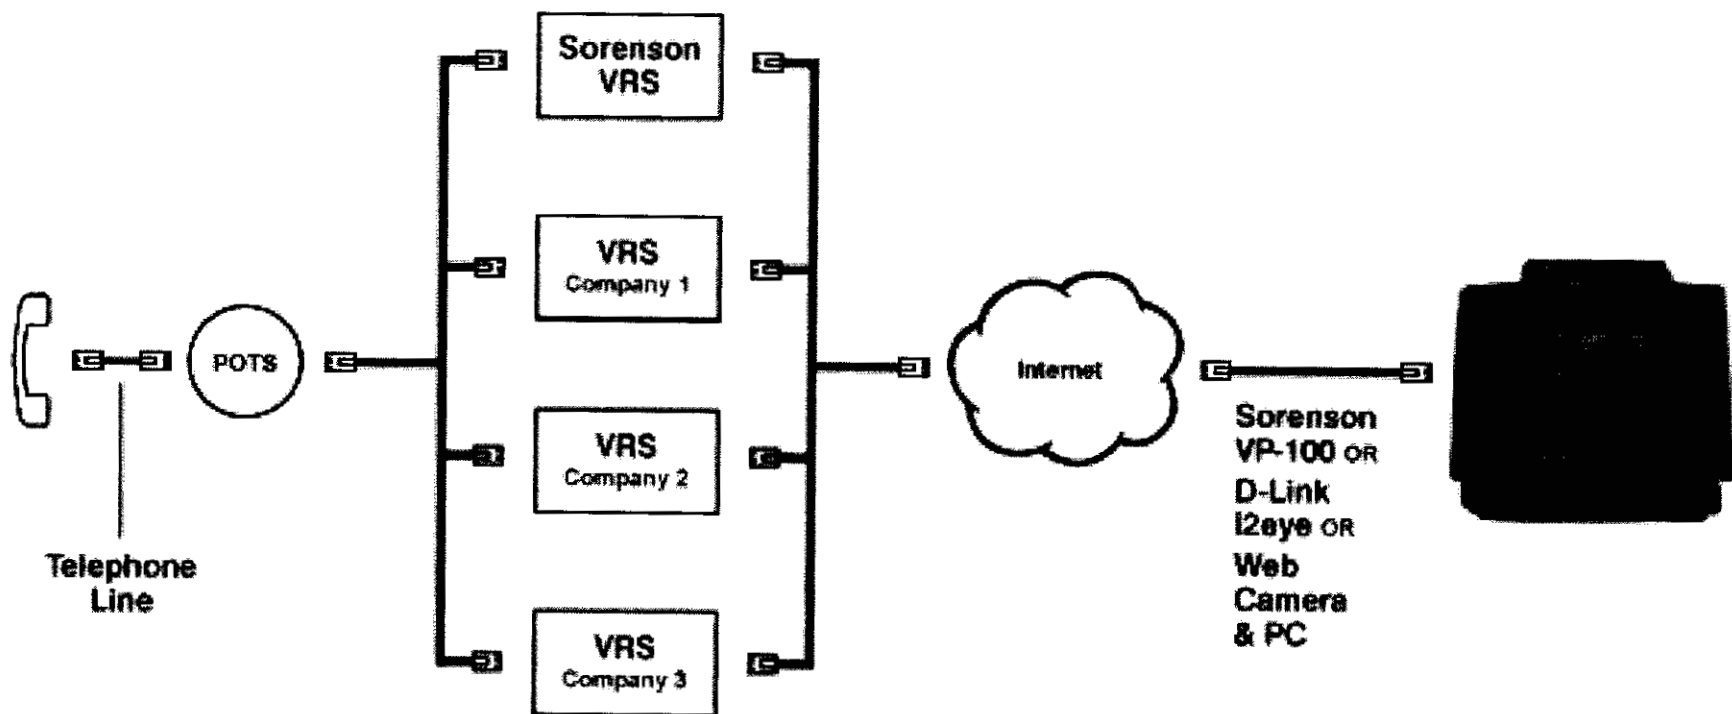 Sorenson
VRS
VRS
Company 1
POTS
Internet
VRS
Company 2
Sorenson
VP-100 OR
D-Link
i2eye OR
Web
Camera
& PC
Telephone
Line
VRS
Company 3